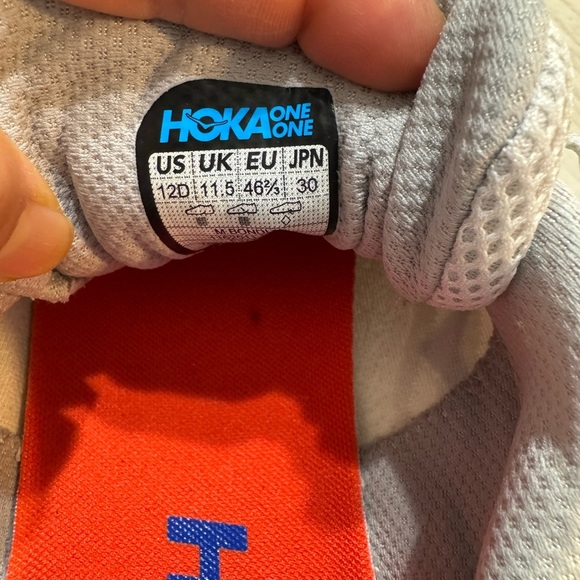 HOKA ONE ONE
US UK EU JPN
12D 11.5 46⅔ 30
H